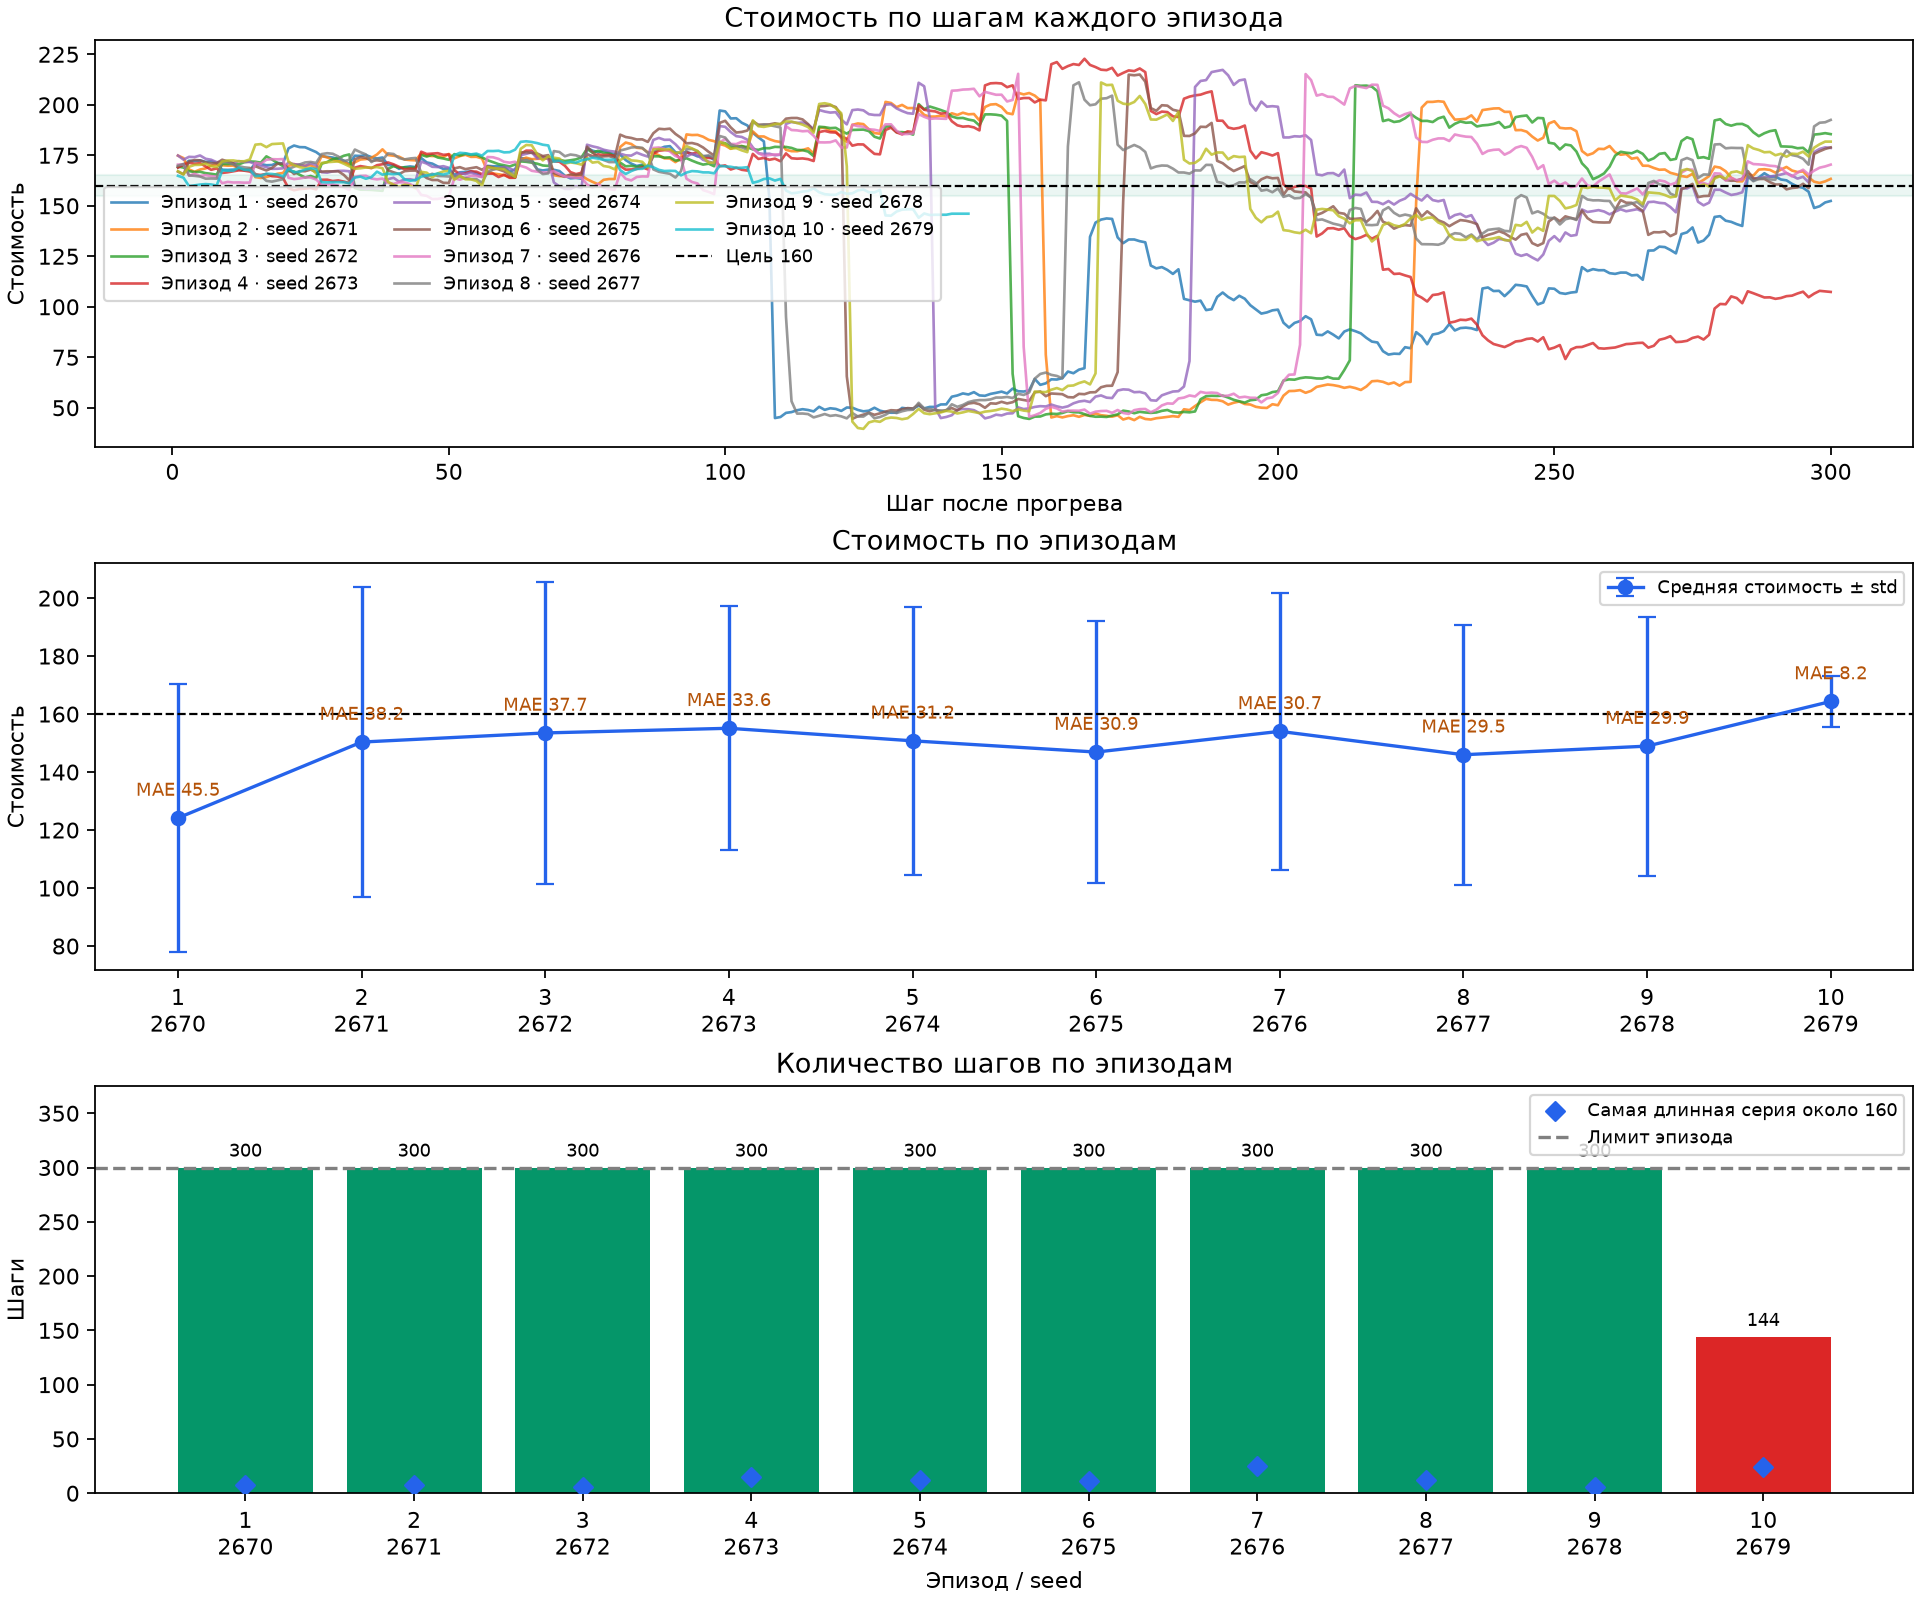 Стоимость по шагам каждого эпизода
Стоимость
225
200
175
150
125
100
75
50
Эпизод 1 · seed 2670
Эпизод 2 · seed 2671
Эпизод 3 · seed 2672
Эпизод 4 · seed 2673
Эпизод 5 · seed 2674
Эпизод 6 · seed 2675
Эпизод 7 · seed 2676
Эпизод 8 · seed 2677
Эпизод 9 · seed 2678
Эпизод 10 · seed 2679
Цель 160
0 50 100 150 200 250 300
Шаг после прогрева
Стоимость по эпизодам
Стоимость
200
180
160
140
120
100
80
Средняя стоимость ± std
MAE 45.5
MAE 38.2
MAE 37.7
MAE 33.6
MAE 31.2
MAE 30.9
MAE 30.7
MAE 29.5
MAE 29.9
MAE 8.2
1 2 3 4 5 6 7 8 9 10
2670 2671 2672 2673 2674 2675 2676 2677 2678 2679
Количество шагов по эпизодам
Шаги
350
300
250
200
150
100
50
0
Самая длинная серия около 160
Лимит эпизода
300 300 300 300 300 300 300 300 300
144
1 2 3 4 5 6 7 8 9 10
2670 2671 2672 2673 2674 2675 2676 2677 2678 2679
Эпизод / seed